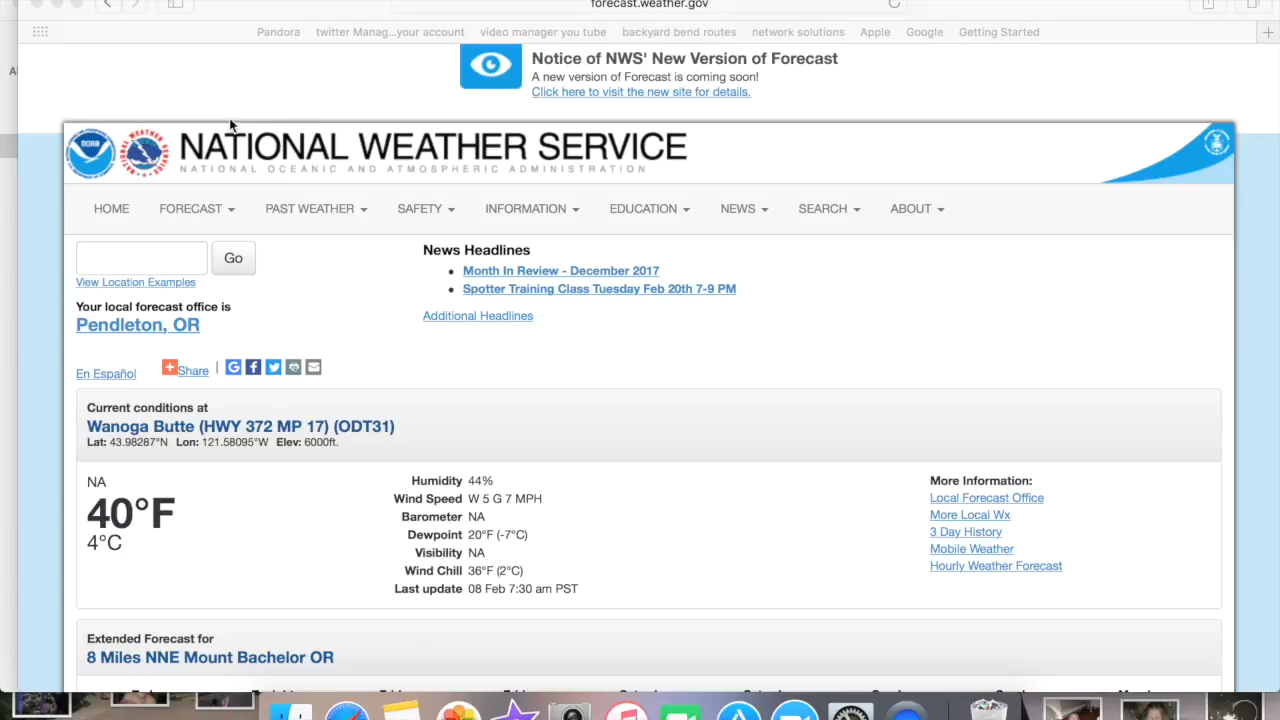 forecast.weather.gov
Pandora twitter Manag...your account video manager you tube backyard bend routes network solutions Apple Google Getting Started
Notice of NWS' New Version of Forecast
A new version of Forecast is coming soon!
Click here to visit the new site for details.
NATIONAL WEATHER SERVICE
NATIONAL OCEANIC AND ATMOSPHERIC ADMINISTRATION
HOME FORECAST PAST WEATHER SAFETY INFORMATION EDUCATION NEWS SEARCH ABOUT
Go
View Location Examples
Your local forecast office is
Pendleton, OR
News Headlines
Month In Review - December 2017
Spotter Training Class Tuesday Feb 20th 7-9 PM
Additional Headlines
En Español Share |
Current conditions at
Wanoga Butte (HWY 372 MP 17) (ODT31)
Lat: 43.98287°N Lon: 121.58095°W Elev: 6000ft.
NA
40°F
4°C
Humidity 44%
Wind Speed W 5 G 7 MPH
Barometer NA
Dewpoint 20°F (-7°C)
Visibility NA
Wind Chill 36°F (2°C)
Last update 08 Feb 7:30 am PST
More Information:
Local Forecast Office
More Local Wx
3 Day History
Mobile Weather
Hourly Weather Forecast
Extended Forecast for
8 Miles NNE Mount Bachelor OR